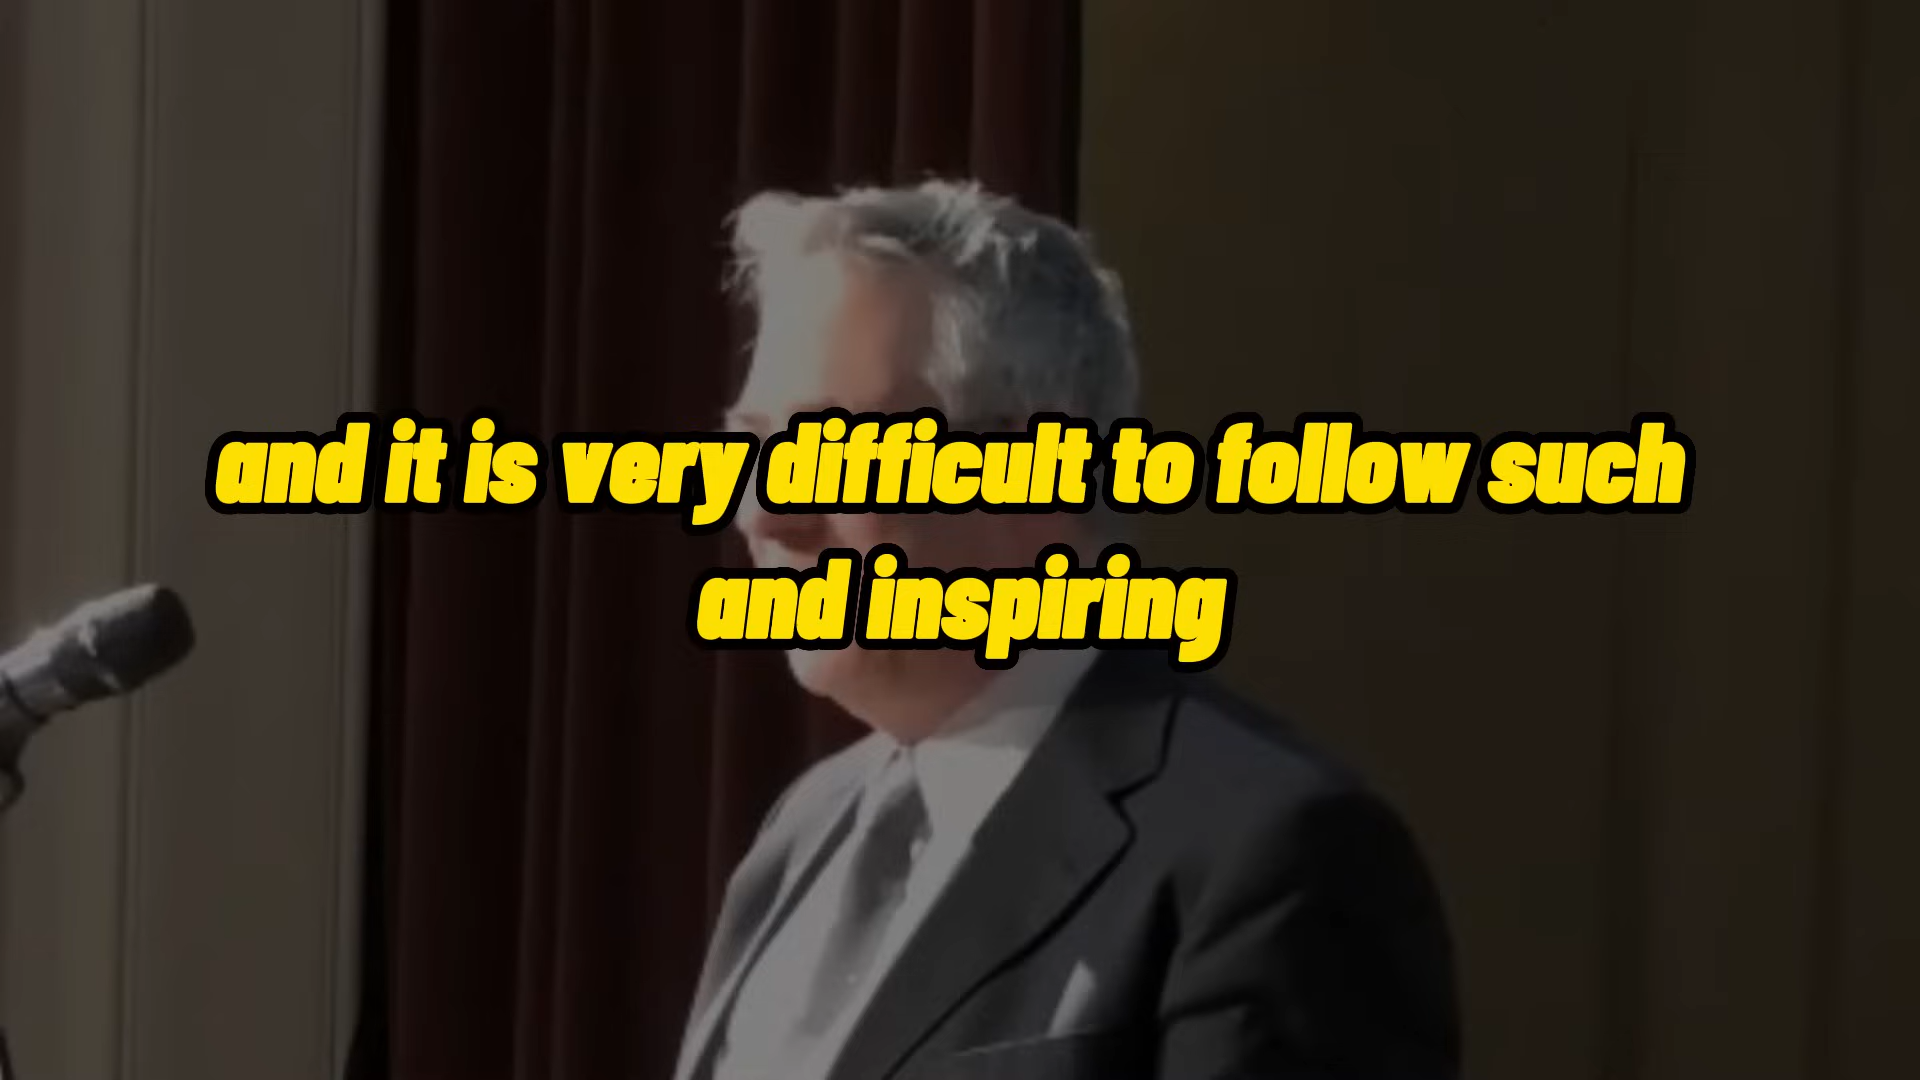 and it is very difficult to follow such
and inspiring